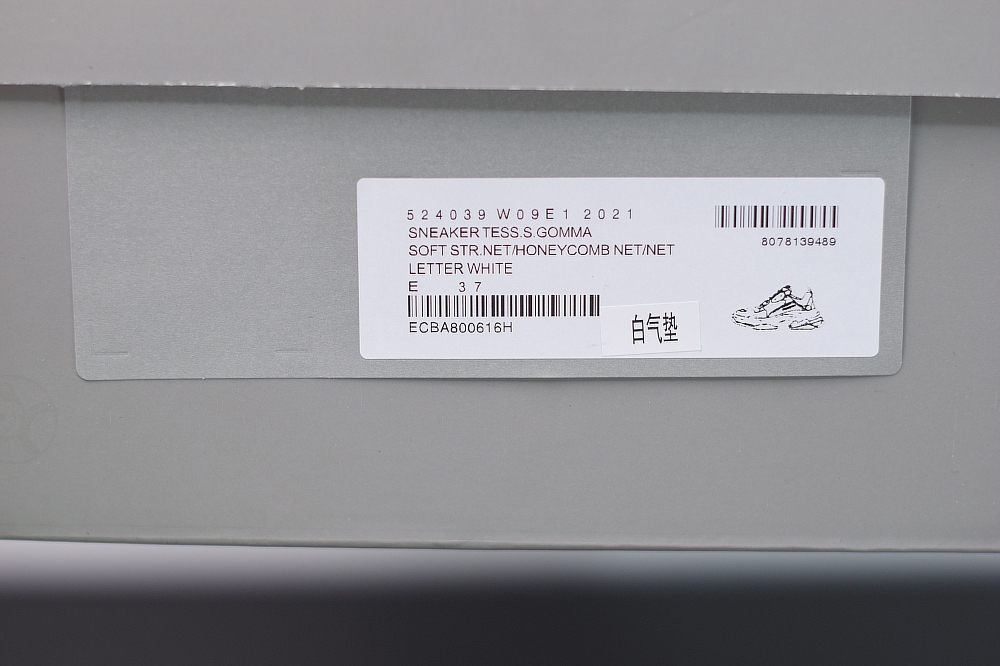 524039 W09E1 2021
SNEAKER TESS.S.GOMMA
SOFT STR.NET/HONEYCOMB NET/NET
LETTER WHITE
E 37
ECBA800616H
8078139489
白气垫